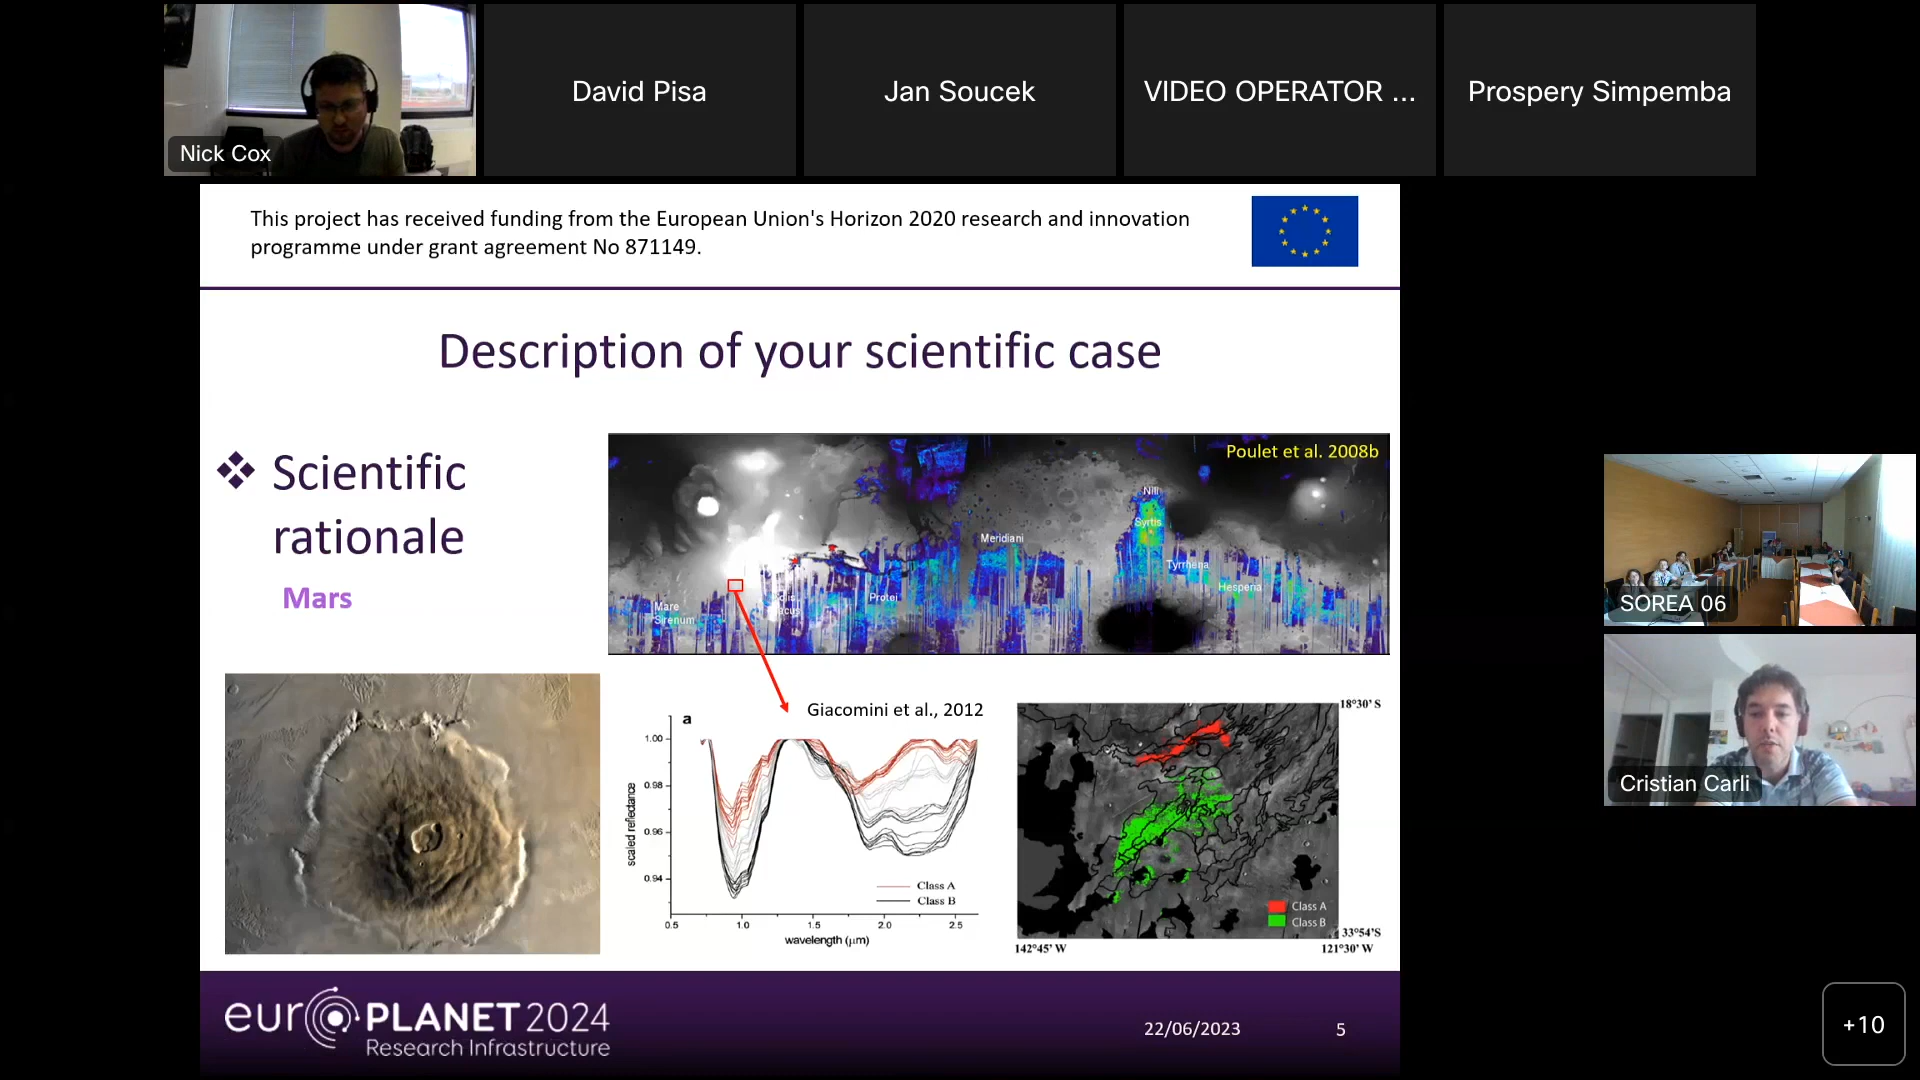 Nick Cox
David Pisa
Jan Soucek
VIDEO OPERATOR ...
Prospery Simpemba
This project has received funding from the European Union's Horizon 2020 research and innovation
programme under grant agreement No 871149.
Description of your scientific case
Scientific
rationale
Mars
Poulet et al. 2008b
Nili
Syrtis
Meridiani
Tyrrhena
Hesperia
Protei
Mare
Sirenum
Giacomini et al., 2012
a
1.00
0.98
0.96
0.94
scaled reflectance
0.5 1.0 1.5 2.0 2.5
wavelength (μm)
Class A
Class B
18°30' S
Class A
Class B
33°54'S
142°45' W
121°30' W
SOREA 06
Cristian Carli
europlanet 2024
Research Infrastructure
22/06/2023
5
+10